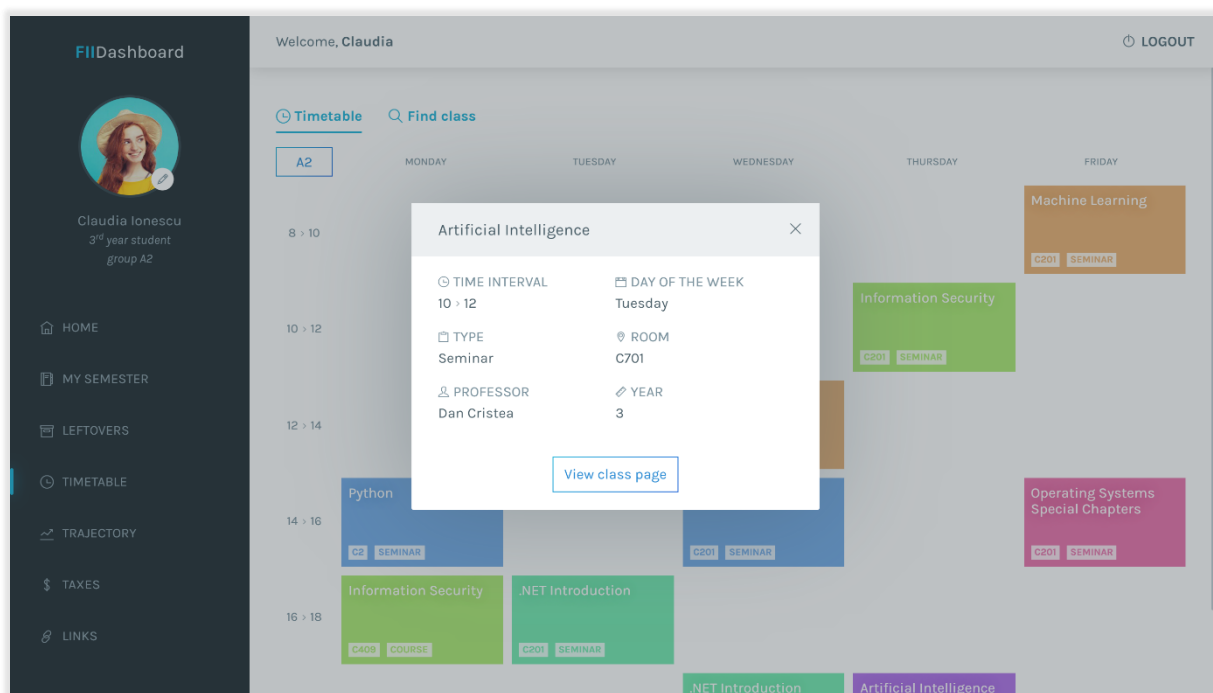 FIIDashboard
Claudia Ionescu
3rd year student
group A2
HOME
MY SEMESTER
LEFTOVERS
TIMETABLE
TRAJECTORY
$ TAXES
LINKS
Welcome, Claudia
LOGOUT
Timetable Find class
A2 MONDAY TUESDAY WEDNESDAY THURSDAY FRIDAY
8 > 10
Machine Learning
C201 SEMINAR
10 > 12
Information Security
C201 SEMINAR
12 > 14
14 > 16
Python
C2 SEMINAR
C201 SEMINAR
Operating Systems
Special Chapters
C201 SEMINAR
16 > 18
Information Security
C409 COURSE
.NET Introduction
C201 SEMINAR
.NET Introduction
Artificial Intelligence
Artificial Intelligence
TIME INTERVAL DAY OF THE WEEK
10 > 12 Tuesday
TYPE ROOM
Seminar C701
PROFESSOR YEAR
Dan Cristea 3
View class page